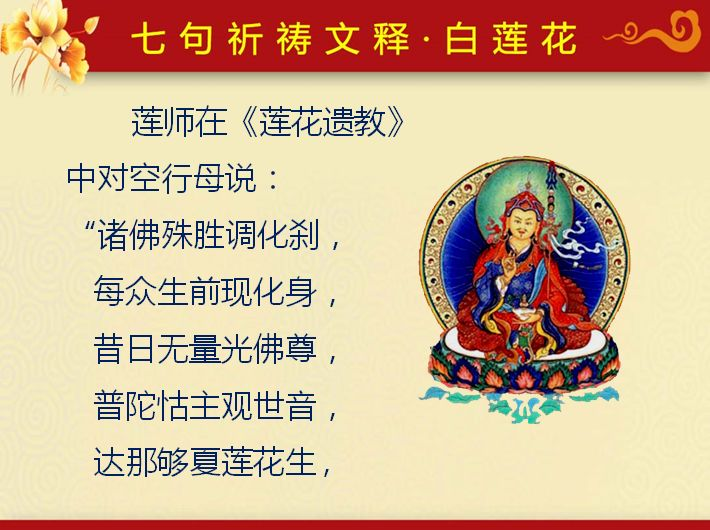 七句祈祷文释·白莲花
莲师在《莲花遗教》
中对空行母说：
“诸佛殊胜调化刹，
每众生前现化身，
昔日无量光佛尊，
普陀怙主观世音，
达那够夏莲花生，